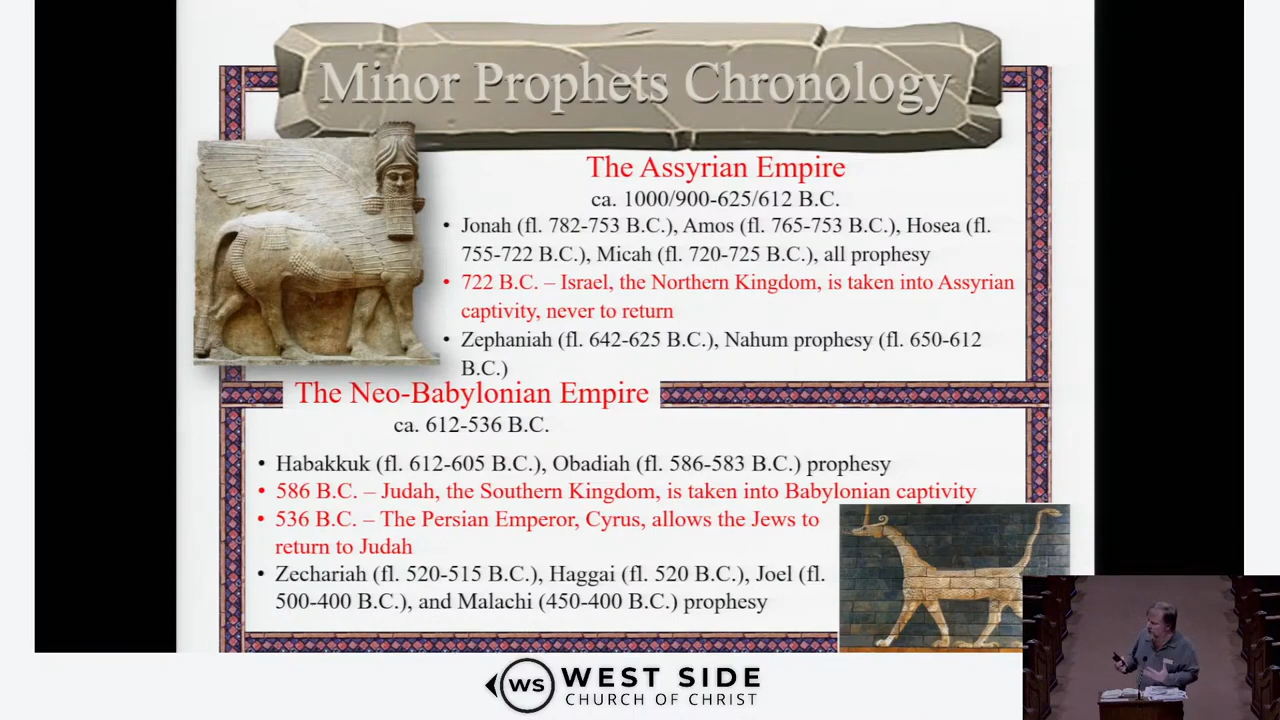 Minor Prophets Chronology
The Assyrian Empire
ca. 1000/900-625/612 B.C.
• Jonah (fl. 782-753 B.C.), Amos (fl. 765-753 B.C.), Hosea (fl.
755-722 B.C.), Micah (fl. 720-725 B.C.), all prophesy
• 722 B.C. – Israel, the Northern Kingdom, is taken into Assyrian
captivity, never to return
• Zephaniah (fl. 642-625 B.C.), Nahum prophesy (fl. 650-612
B.C.)
The Neo-Babylonian Empire
ca. 612-536 B.C.
• Habakkuk (fl. 612-605 B.C.), Obadiah (fl. 586-583 B.C.) prophesy
• 586 B.C. – Judah, the Southern Kingdom, is taken into Babylonian captivity
• 536 B.C. – The Persian Emperor, Cyrus, allows the Jews to
return to Judah
• Zechariah (fl. 520-515 B.C.), Haggai (fl. 520 B.C.), Joel (fl.
500-400 B.C.), and Malachi (450-400 B.C.) prophesy
WS
WEST SIDE
CHURCH OF CHRIST